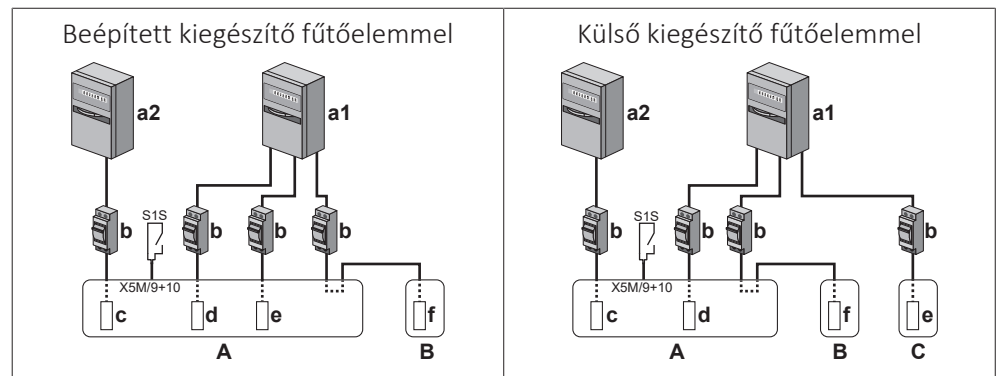 Beépített kiegészítő fűtőelemmel
a2
a1
b
S1S
b
b
b
X5M/9+10
c
d
e
f
A
B
Külső kiegészítő fűtőelemmel
a2
a1
b
S1S
b
b
b
X5M/9+10
c
d
f
e
A
B
C